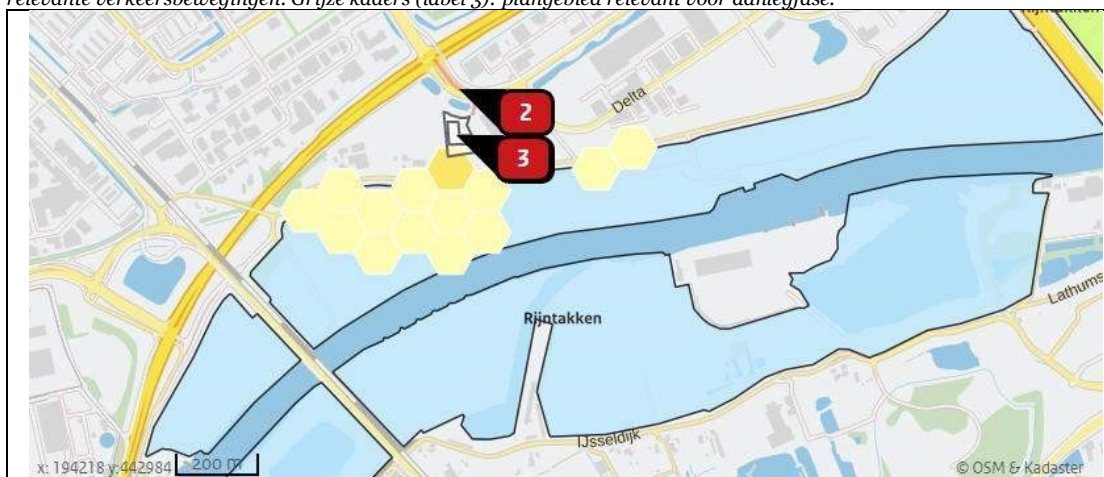 relevante verkeersbewegingen. Grijze kaders (label 3): plangebied relevant voor aanlegfase.
Rijntakken
2
Delta
3
Rijntakken
Lathums
IJsseldijk
x: 194218 y:442984
200 m
© OSM & Kadaster